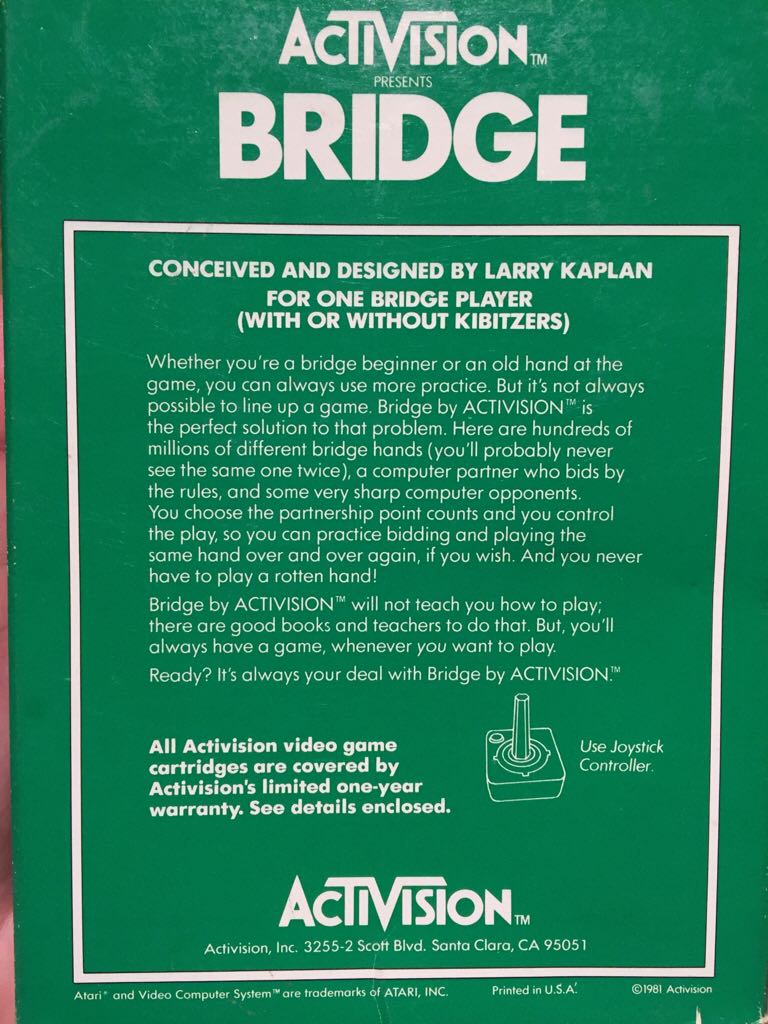 ACTIVISION™
PRESENTS
BRIDGE
CONCEIVED AND DESIGNED BY LARRY KAPLAN
FOR ONE BRIDGE PLAYER
(WITH OR WITHOUT KIBITZERS)
Whether you're a bridge beginner or an old hand at the
game, you can always use more practice. But it's not always
possible to line up a game. Bridge by ACTIVISION™ is
the perfect solution to that problem. Here are hundreds of
millions of different bridge hands (you'll probably never
see the same one twice), a computer partner who bids by
the rules, and some very sharp computer opponents.
You choose the partnership point counts and you control
the play, so you can practice bidding and playing the
same hand over and over again, if you wish. And you never
have to play a rotten hand!
Bridge by ACTIVISION™ will not teach you how to play;
there are good books and teachers to do that. But, you'll
always have a game, whenever you want to play.
Ready? It's always your deal with Bridge by ACTIVISION.™
All Activision video game
cartridges are covered by
Activision's limited one-year
warranty. See details enclosed.
Use Joystick
Controller.
ACTIVISION™
Activision, Inc. 3255-2 Scott Blvd. Santa Clara, CA 95051
Atari® and Video Computer System™ are trademarks of ATARI, INC. Printed in U.S.A. ©1981 Activision